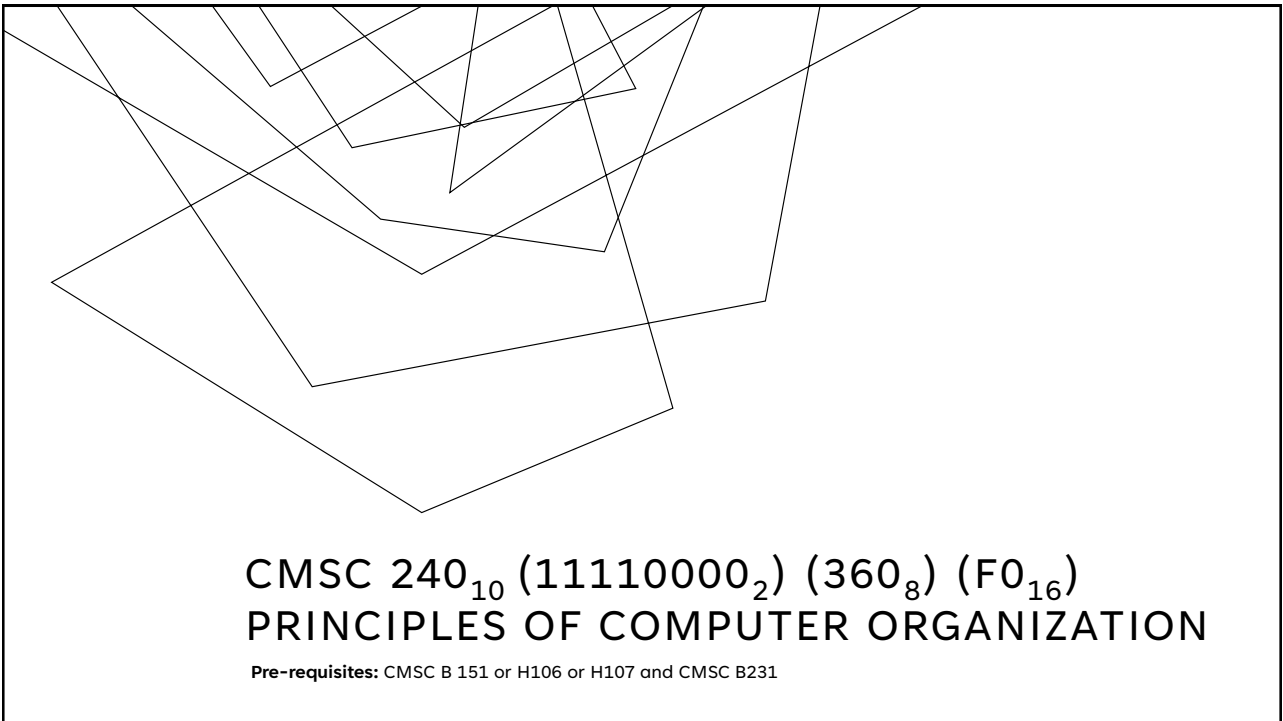 CMSC 240₁₀ (11110000₂) (360₈) (F0₁₆)
PRINCIPLES OF COMPUTER ORGANIZATION
Pre-requisites: CMSC B 151 or H106 or H107 and CMSC B231